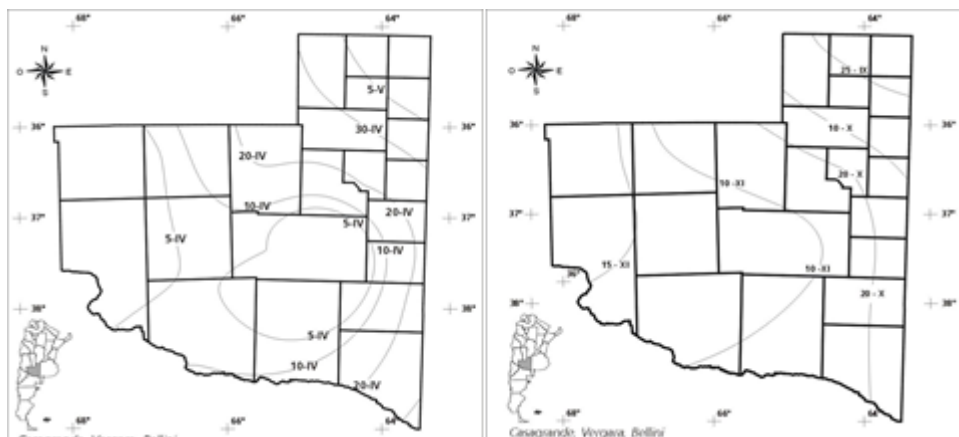 68° 66° 64°
N
O E
S
5-V
36° 30-IV 36°
20-IV
10-IV 20-IV
37° 5-IV 37°
5-IV 10-IV
38° 38°
5-IV
10-IV
20-IV
68° 66° 64°
68° 66° 64°
N
O E
S
25 - IX
36° 10 - X 36°
20 - X
10 - XI
37° 37°
15 - XII 10 - XI
36°
38° 20 - X 38°
68° 66° 64°
Casagrande, Vergara, Bellini